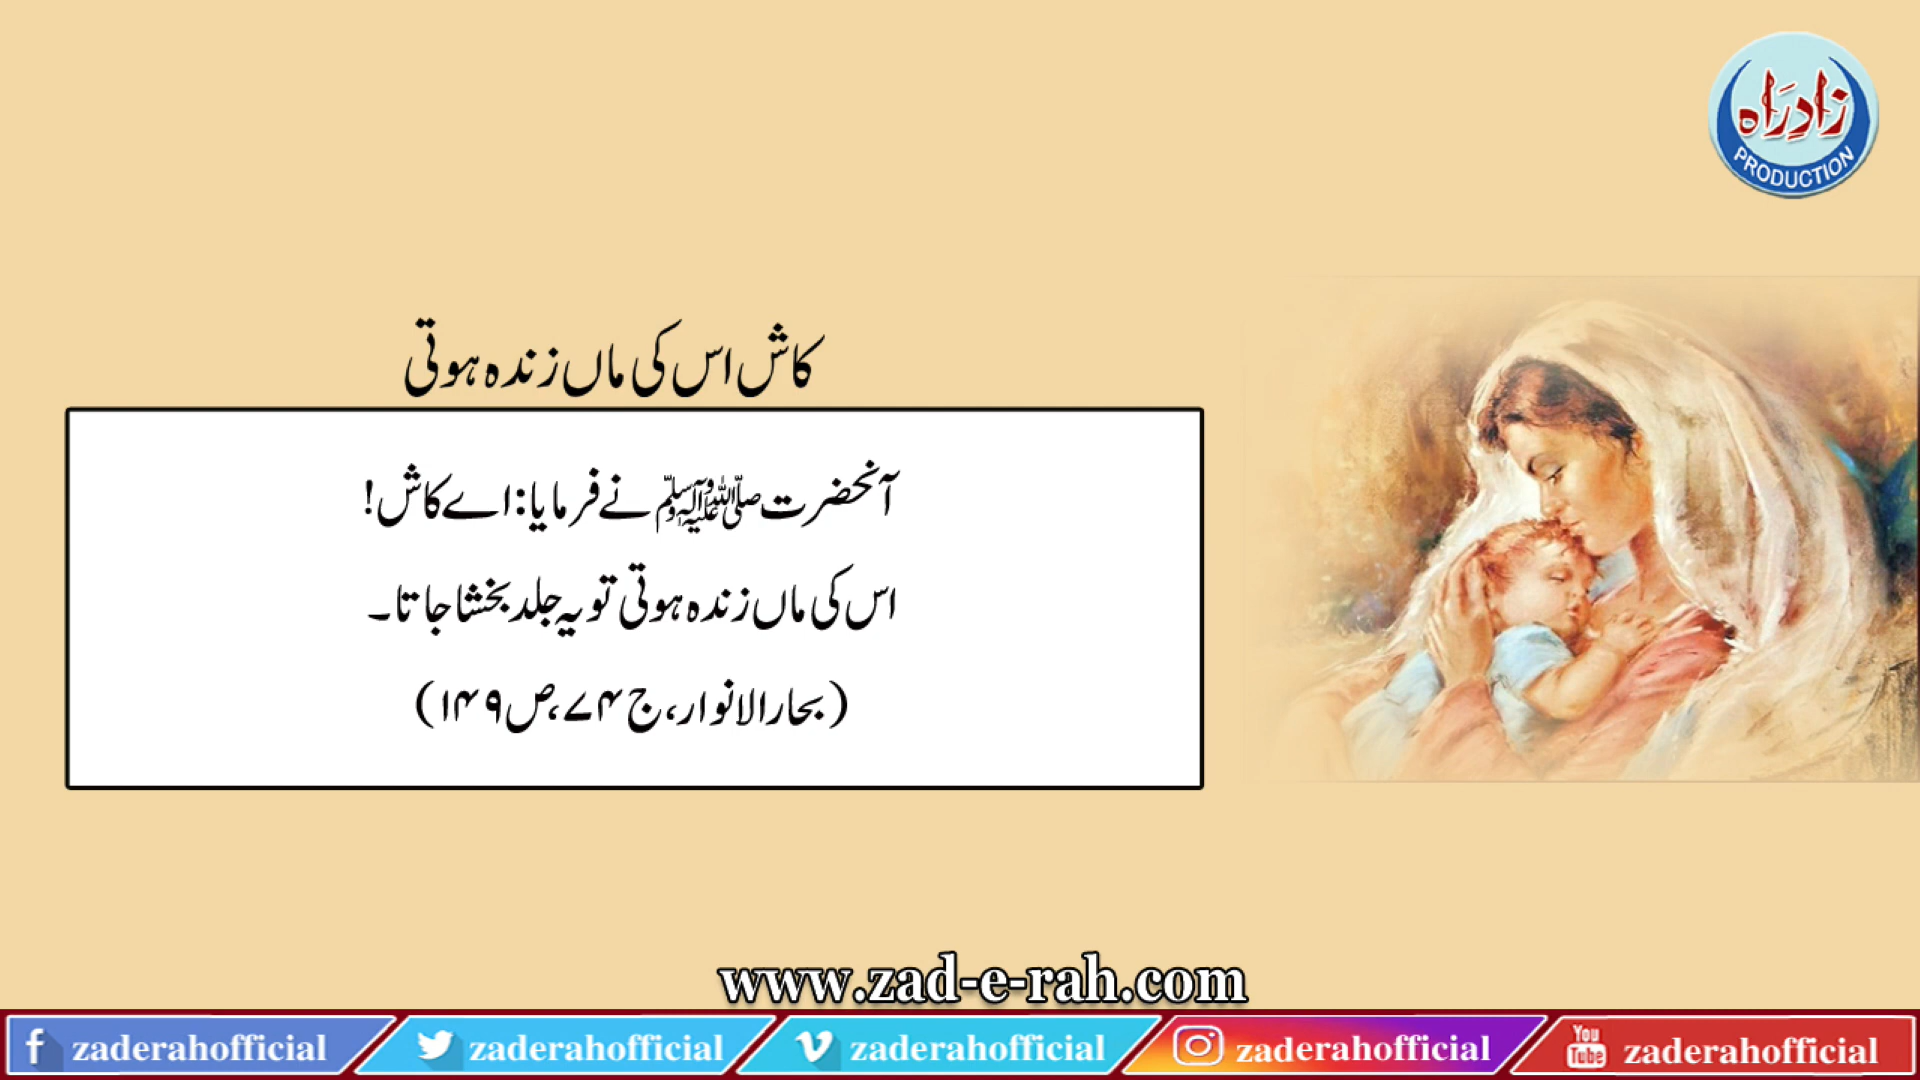 زادِرَاہ
PRODUCTION
کاش اس کی ماں زندہ ہوتی
آنحضرت صلی اللہ علیہ وآلہ وسلم نے فرمایا: اے کاش!
اس کی ماں زندہ ہوتی تو یہ جلد بخشا جاتا۔
(بحارالانوار، ج ۷۴، ص ۱۴۹)
www.zad-e-rah.com
f zaderahofficial
zaderahofficial
v zaderahofficial
zaderahofficial
You Tube zaderahofficial